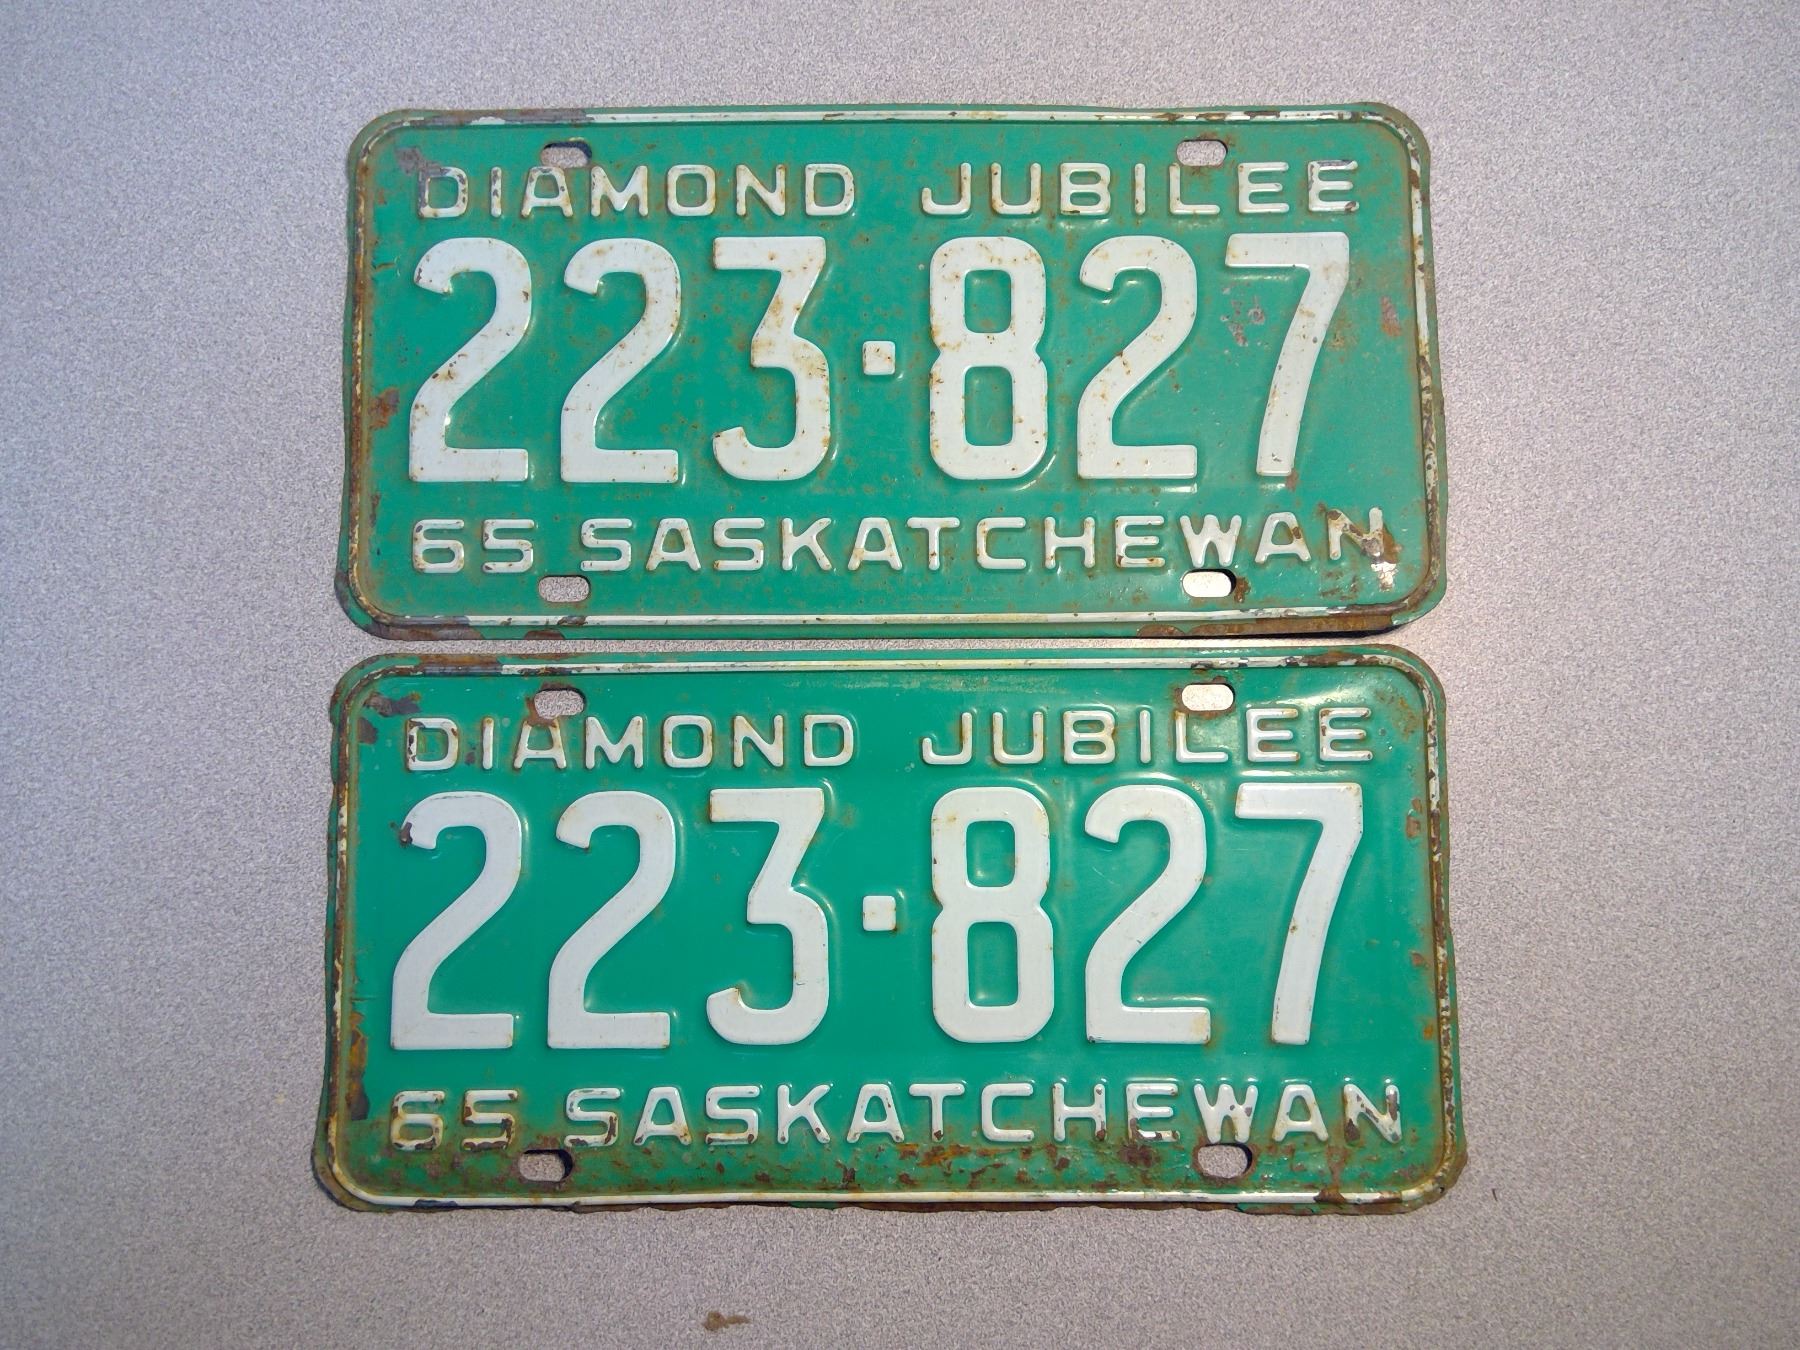 DIAMOND JUBILEE
223·827
65 SASKATCHEWAN
DIAMOND JUBILEE
223·827
65 SASKATCHEWAN